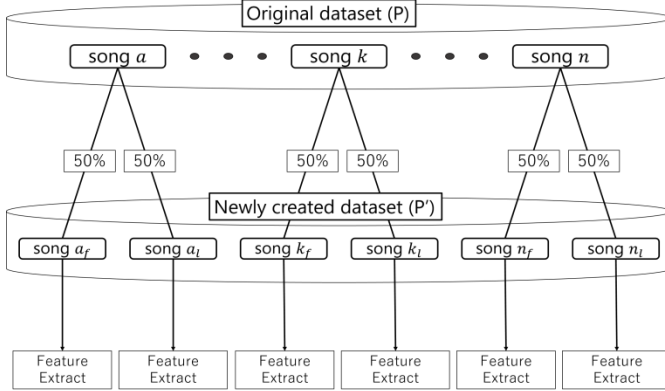 Original dataset (P)
song a • • • song k • • • song n
50% 50% 50% 50% 50% 50%
Newly created dataset (P')
song a_f song a_l song k_f song k_l song n_f song n_l
Feature Feature Feature Feature Feature Feature
Extract Extract Extract Extract Extract Extract